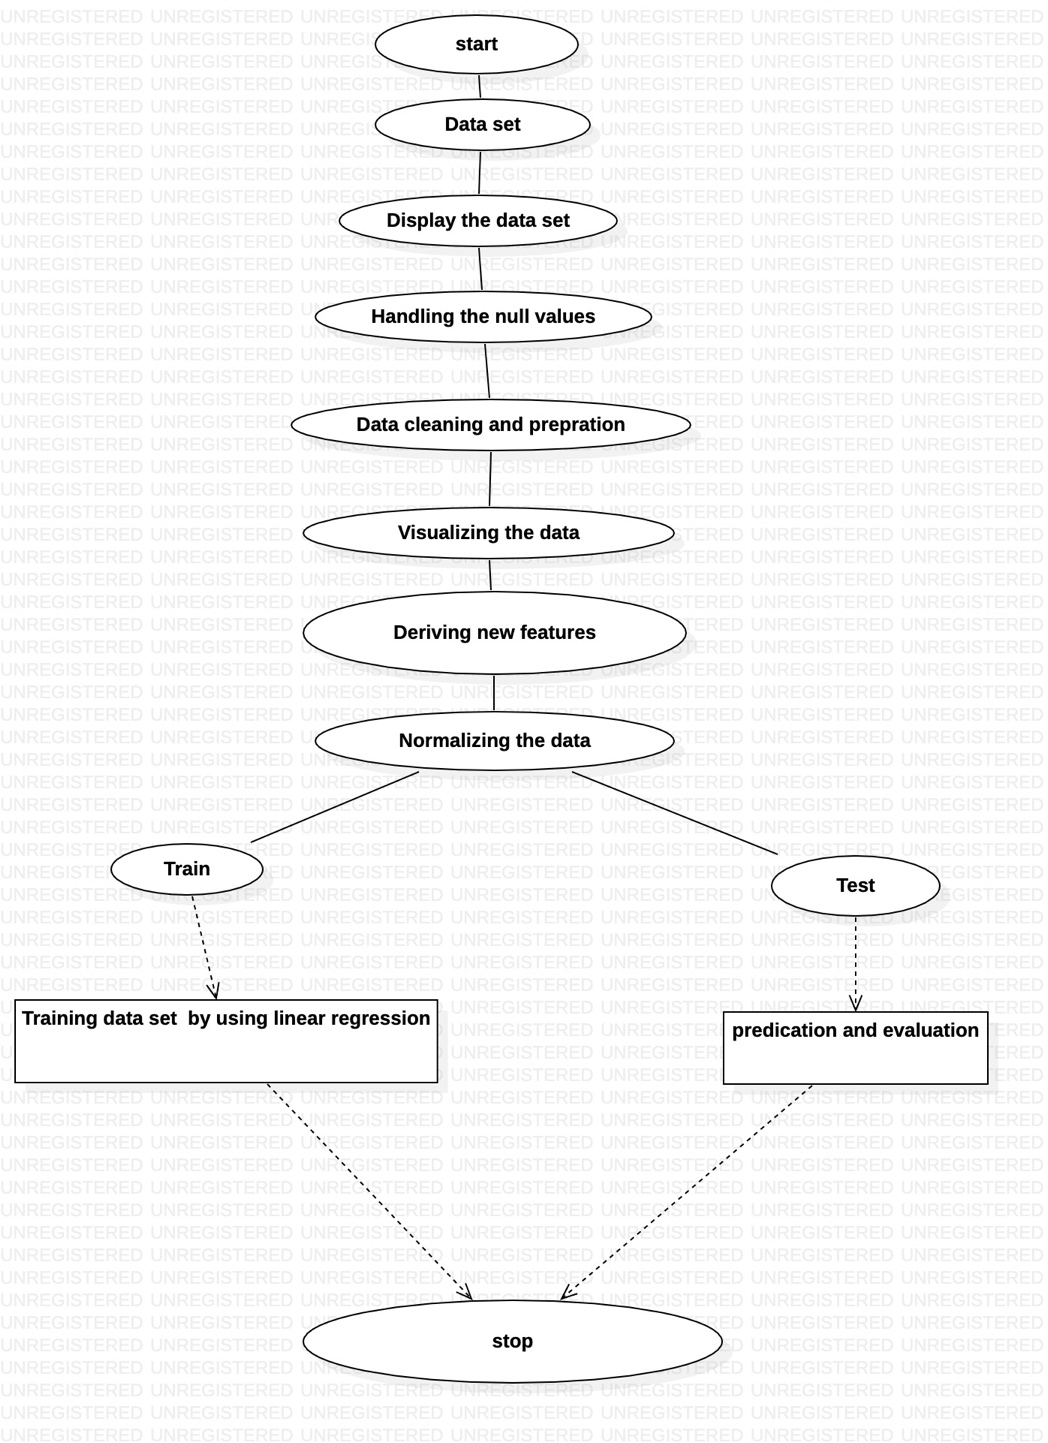 start
Data set
Display the data set
Handling the null values
Data cleaning and prepration
Visualizing the data
Deriving new features
Normalizing the data
Train
Test
Training data set  by using linear regression
predication and evaluation
stop